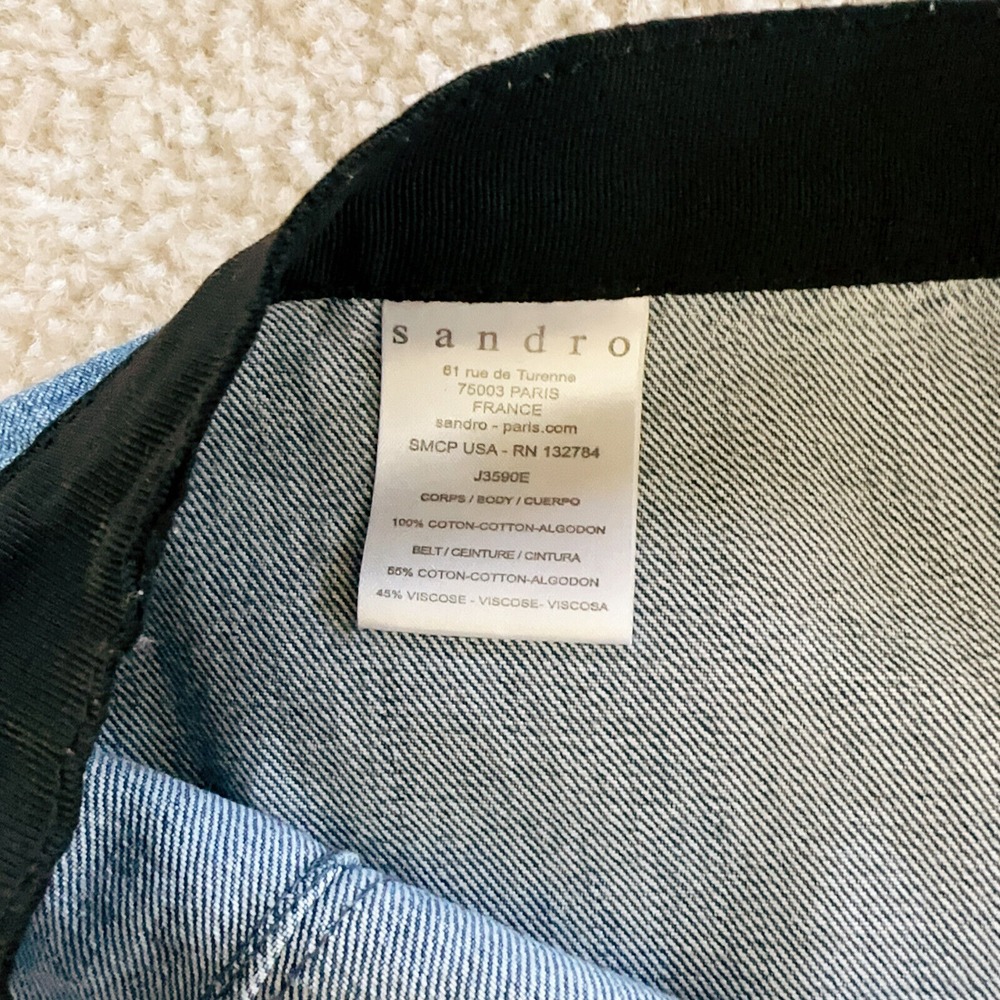 sandro
61 rue de Turenne
75003 PARIS
FRANCE
sandro - paris.com
SMCP USA - RN 132784
J3590E
CORPS / BODY / CUERPO
100% COTON-COTTON-ALGODON
BELT / CEINTURE / CINTURA
55% COTON-COTTON-ALGODON
45% VISCOSE - VISCOSE- VISCOSA